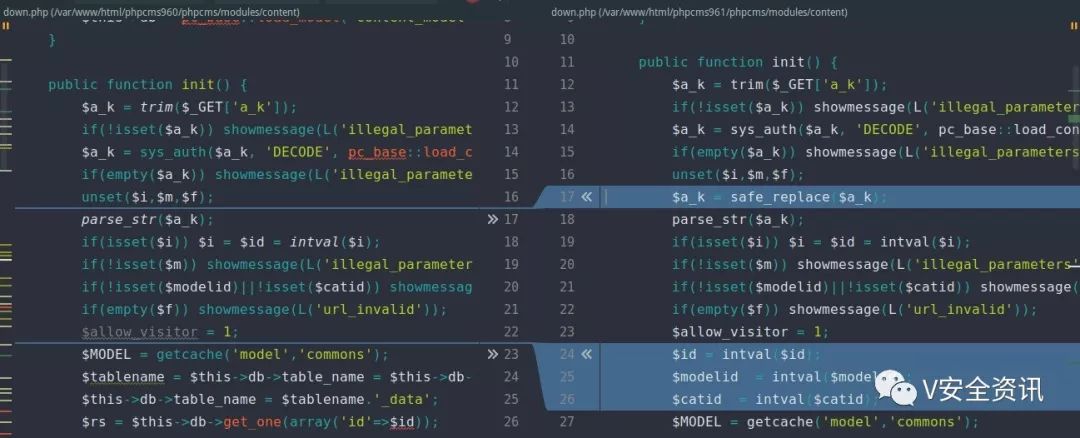 down.php (/var/www/html/phpcms960/phpcms/modules/content)
9 }
10
11 public function init() {
12 $a_k = trim($_GET['a_k']);
13 if(!isset($a_k)) showmessage(L('illegal_paramet
14 $a_k = sys_auth($a_k, 'DECODE', pc_base::load_c
15 if(empty($a_k)) showmessage(L('illegal_paramete
16 unset($i,$m,$f);
17 parse_str($a_k);
18 if(isset($i)) $i = $id = intval($i);
19 if(!isset($m)) showmessage(L('illegal_parameter
20 if(!isset($modelid)||!isset($catid)) showmessag
21 if(empty($f)) showmessage(L('url_invalid'));
22 $allow_visitor = 1;
23 $MODEL = getcache('model','commons');
24 $tablename = $this->db->table_name = $this->db-
25 $this->db->table_name = $tablename.'_data';
26 $rs = $this->db->get_one(array('id'=>$id));
down.php (/var/www/html/phpcms961/phpcms/modules/content)
10
11 public function init() {
12 $a_k = trim($_GET['a_k']);
13 if(!isset($a_k)) showmessage(L('illegal_parameter
14 $a_k = sys_auth($a_k, 'DECODE', pc_base::load_con
15 if(empty($a_k)) showmessage(L('illegal_parameters
16 unset($i,$m,$f);
17 $a_k = safe_replace($a_k);
18 parse_str($a_k);
19 if(isset($i)) $i = $id = intval($i);
20 if(!isset($m)) showmessage(L('illegal_parameters'
21 if(!isset($modelid)||!isset($catid)) showmessage(
22 if(empty($f)) showmessage(L('url_invalid'));
23 $allow_visitor = 1;
24 $id = intval($id);
25 $modelid = intval($mode
26 $catid = intval($catid);
27 $MODEL = getcache('model','commons');
V安全资讯